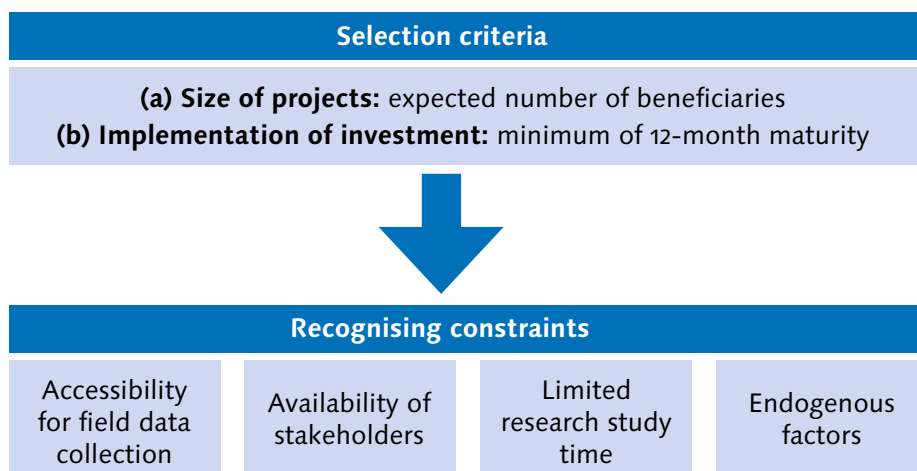 Selection criteria
(a) Size of projects: expected number of beneficiaries
(b) Implementation of investment: minimum of 12-month maturity
Recognising constraints
Accessibility
for field data
collection
Availability of
stakeholders
Limited
research study
time
Endogenous
factors